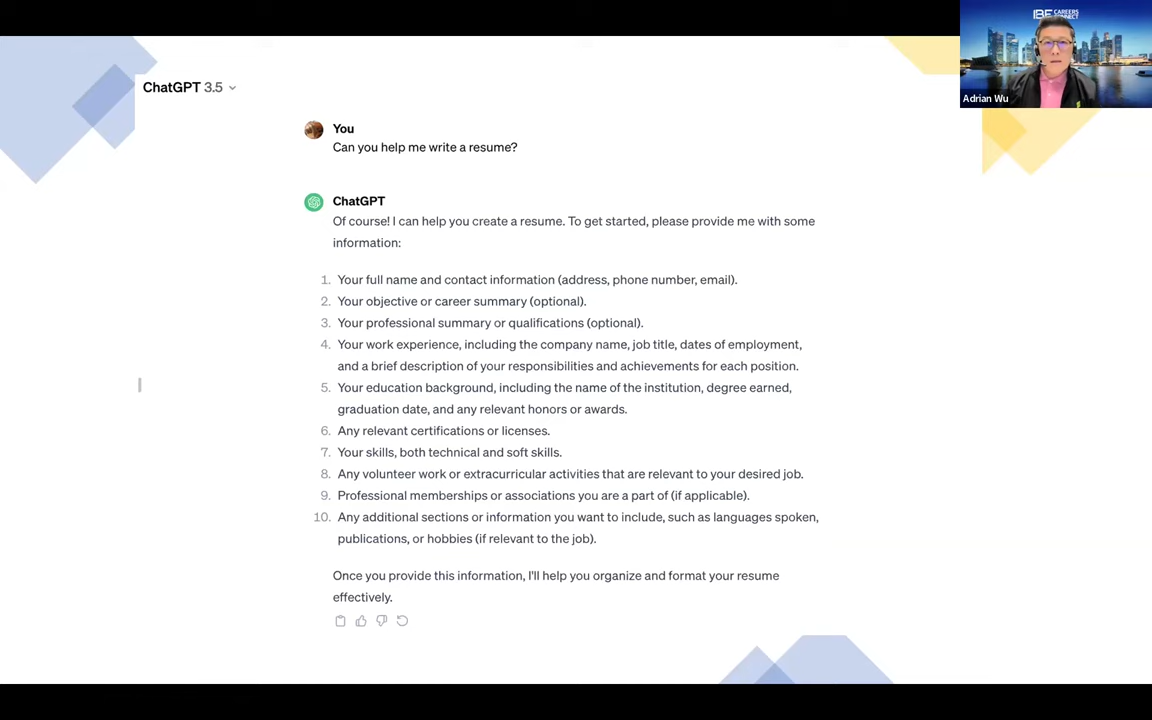 IBF CAREERS
CONNECT
Adrian Wu
ChatGPT 3.5
You
Can you help me write a resume?
ChatGPT
Of course! I can help you create a resume. To get started, please provide me with some
information:
1. Your full name and contact information (address, phone number, email).
2. Your objective or career summary (optional).
3. Your professional summary or qualifications (optional).
4. Your work experience, including the company name, job title, dates of employment,
and a brief description of your responsibilities and achievements for each position.
5. Your education background, including the name of the institution, degree earned,
graduation date, and any relevant honors or awards.
6. Any relevant certifications or licenses.
7. Your skills, both technical and soft skills.
8. Any volunteer work or extracurricular activities that are relevant to your desired job.
9. Professional memberships or associations you are a part of (if applicable).
10. Any additional sections or information you want to include, such as languages spoken,
publications, or hobbies (if relevant to the job).
Once you provide this information, I'll help you organize and format your resume
effectively.